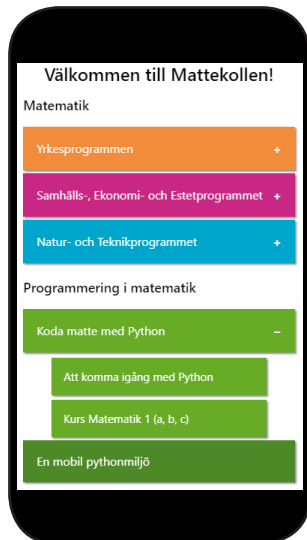 Välkommen till Mattekollen!
Matematik
Yrkesprogrammen +
Samhälls-, Ekonomi- och Estetprogrammet +
Natur- och Teknikprogrammet +
Programmering i matematik
Koda matte med Python −
Att komma igång med Python
Kurs Matematik 1 (a, b, c)
En mobil pythonmiljö